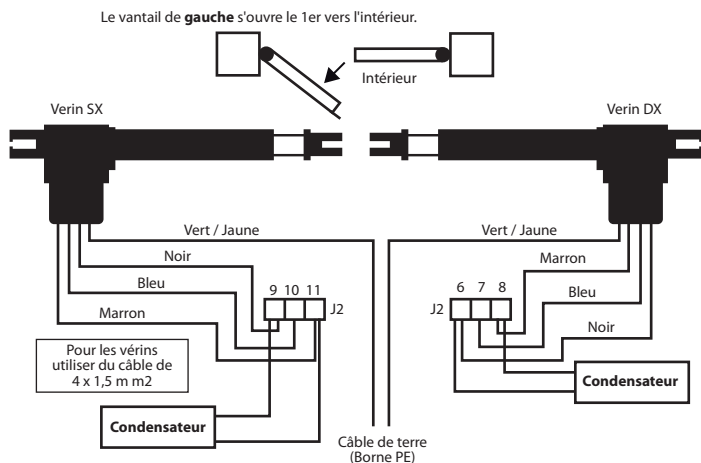 Le vantail de gauche s'ouvre le 1er vers l'intérieur.
Intérieur
Verin SX
Verin DX
Vert / Jaune
Vert / Jaune
Noir
Marron
Bleu
9 10 11
6 7 8
Bleu
Marron
J2
J2
Noir
Pour les vérins
utiliser du câble de
4 x 1,5 m m2
Condensateur
Condensateur
Câble de terre
(Borne PE)